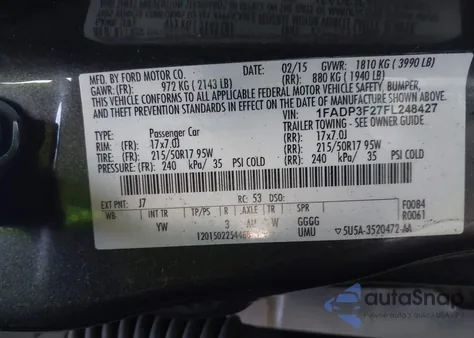 MFD. BY FORD MOTOR CO. 02/15 GVWR: 1810 KG ( 3990 LB)
GAWR:(FR): 972 KG ( 2143 LB) (RR): 880 KG ( 1940 LB)
THIS VEHICLE CONFORMS TO ALL APPLICABLE FEDERAL MOTOR VEHICLE SAFETY, BUMPER,
AND THEFT PREVENTION STANDARDS IN EFFECT ON THE DATE OF MANUFACTURE SHOWN ABOVE.
VIN: 1FADP3F27FL248427
TYPE: Passenger Car TRAILER TOWING - SEE OWNERS
RIM: (FR): 17x7.0J (RR): 17x7.0J
TIRE: (FR): 215/50R17 95W (RR): 215/50R17 95W
PRESSURE: (FR): 240 kPa/ 35 PSI COLD (RR): 240 kPa/ 35 PSI COLD
EXT PNT: J7 RC: 53 DSO: F0084
WB INT TR TP/PS R AXLE TR SPR R0061
YW 3 W GGGG
UMU ▽5U5A-3520472-AA
autoSnap